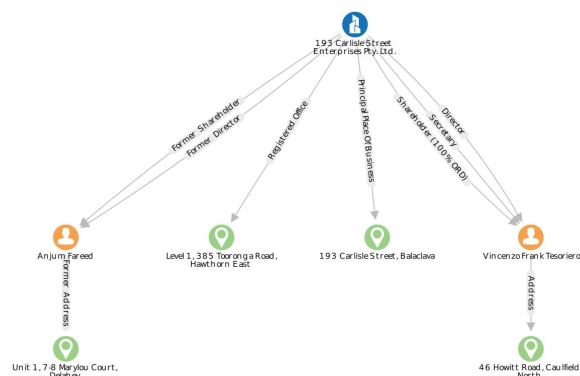 193 Carlisle Street
Enterprises Pty. Ltd.
Former Shareholder
Former Director
Registered Office
Principal Place Of Business
Shareholder (100% ORD)
Secretary
Director
Anjum Fareed
Level 1, 385 Tooronga Road,
Hawthorn East
193 Carlisle Street, Balaclava
Vincenzo Frank Tesoriero
Former Address
Address
Unit 1, 7-8 Marylou Court,
Delahey
46 Howitt Road, Caulfield
North